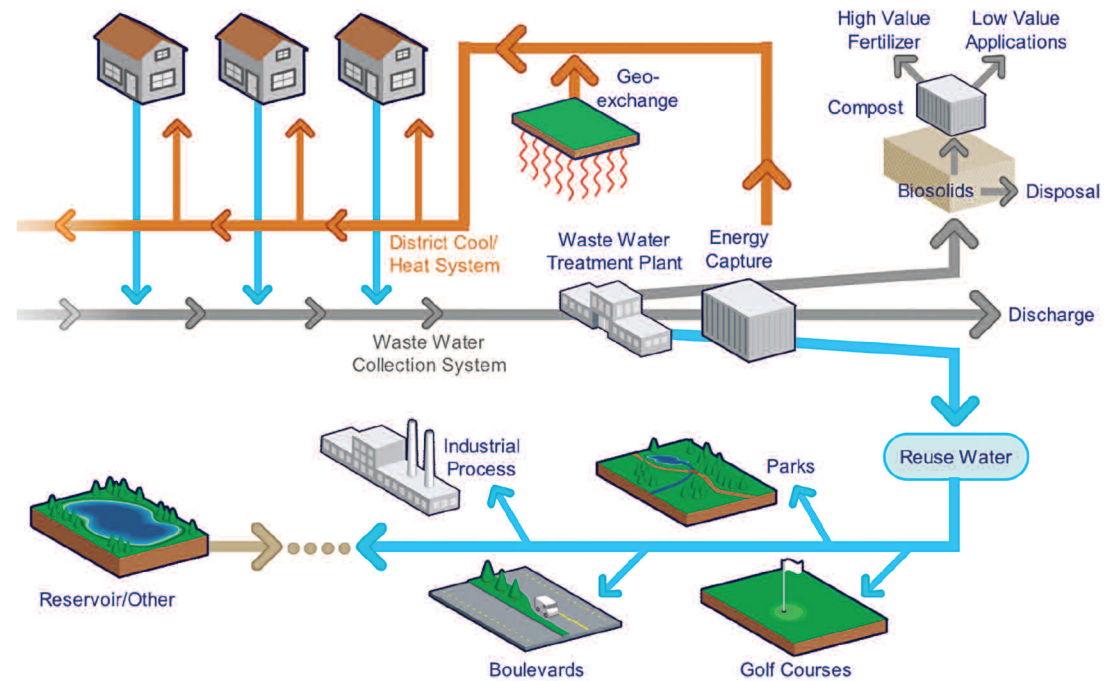 High Value
Fertilizer
Low Value
Applications
Geo-
exchange
Compost
Biosolids
Disposal
District Cool/
Heat System
Waste Water
Treatment Plant
Energy
Capture
Discharge
Waste Water
Collection System
Industrial
Process
Parks
Reuse Water
Reservoir/Other
Boulevards
Golf Courses